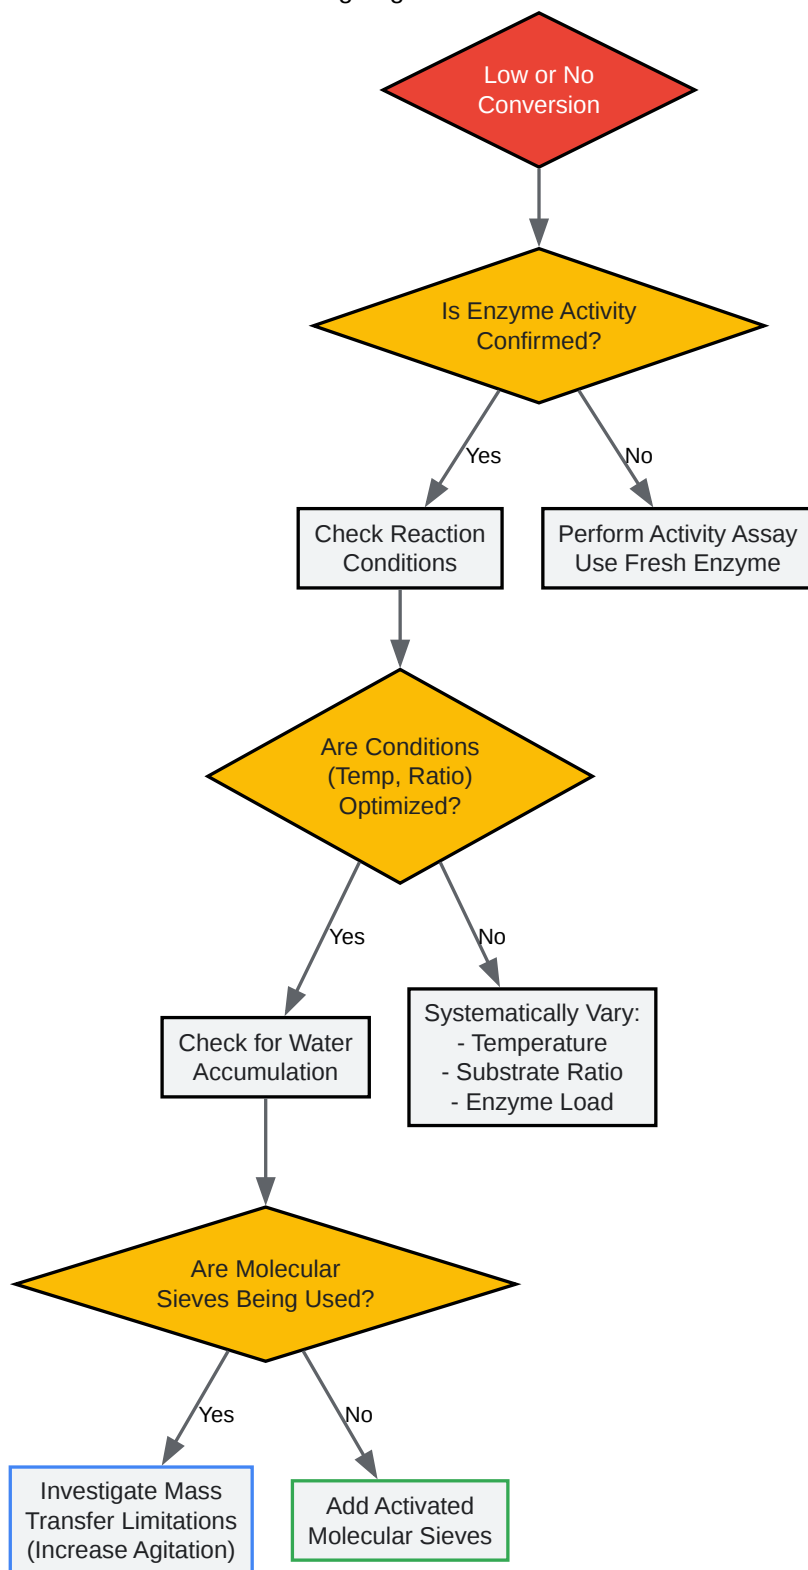 Low or No
Conversion
Is Enzyme Activity
Confirmed?
Yes
No
Check Reaction
Conditions
Perform Activity Assay
Use Fresh Enzyme
Are Conditions
(Temp, Ratio)
Optimized?
Yes
No
Check for Water
Accumulation
Systematically Vary:
- Temperature
- Substrate Ratio
- Enzyme Load
Are Molecular
Sieves Being Used?
Yes
No
Investigate Mass
Transfer Limitations
(Increase Agitation)
Add Activated
Molecular Sieves